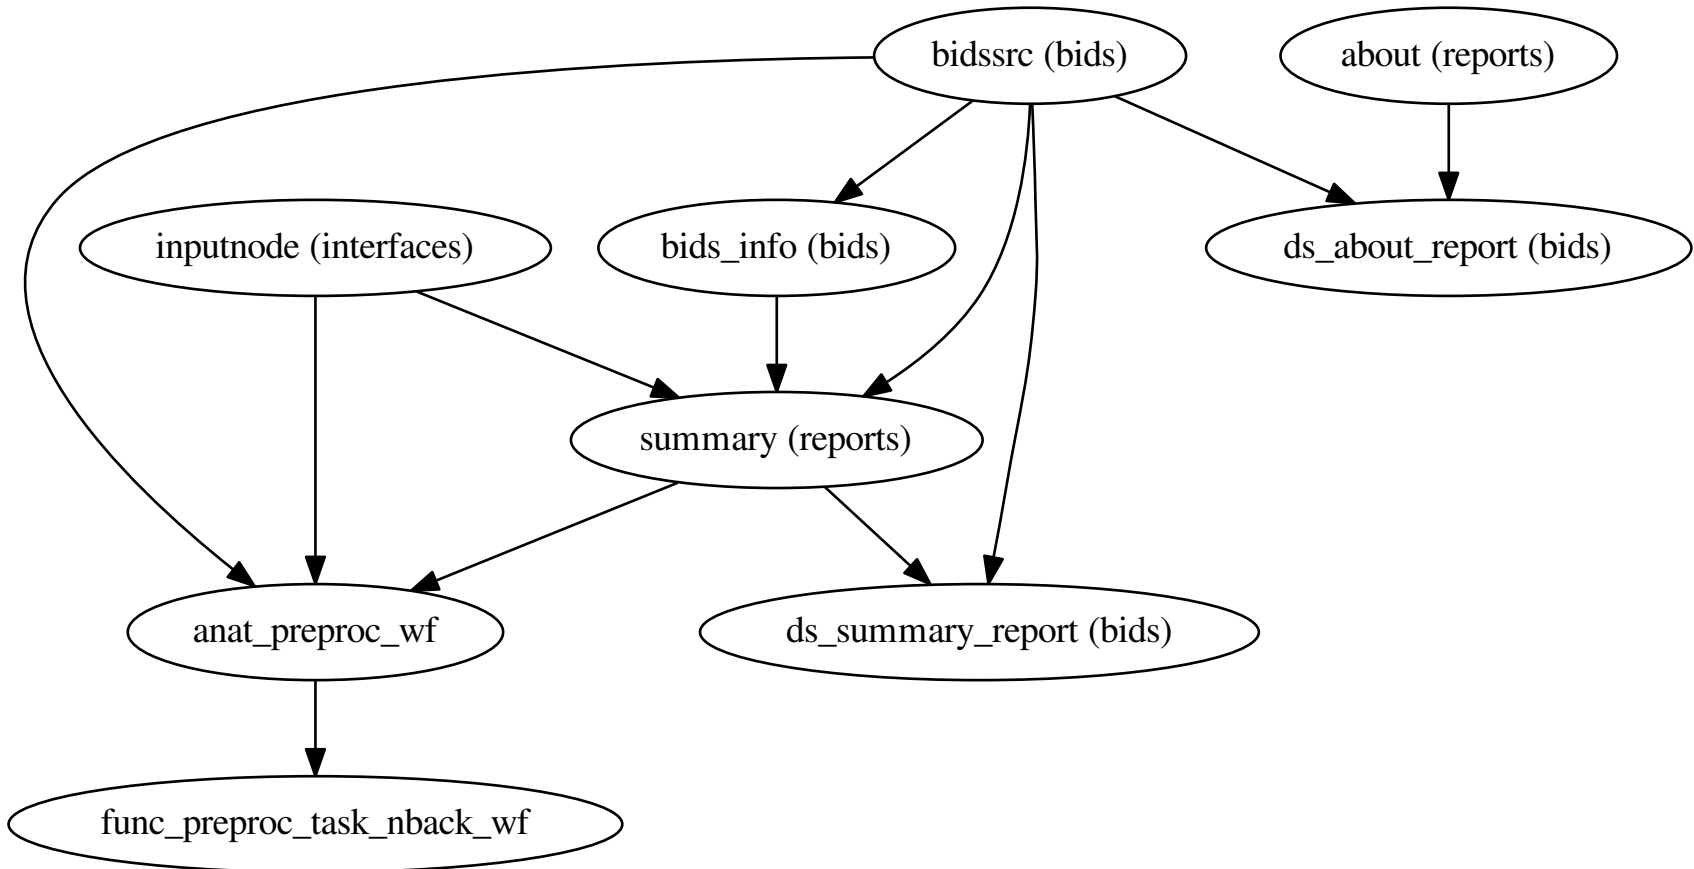 bidssrc (bids)
about (reports)
inputnode (interfaces)
bids_info (bids)
ds_about_report (bids)
summary (reports)
anat_preproc_wf
ds_summary_report (bids)
func_preproc_task_nback_wf